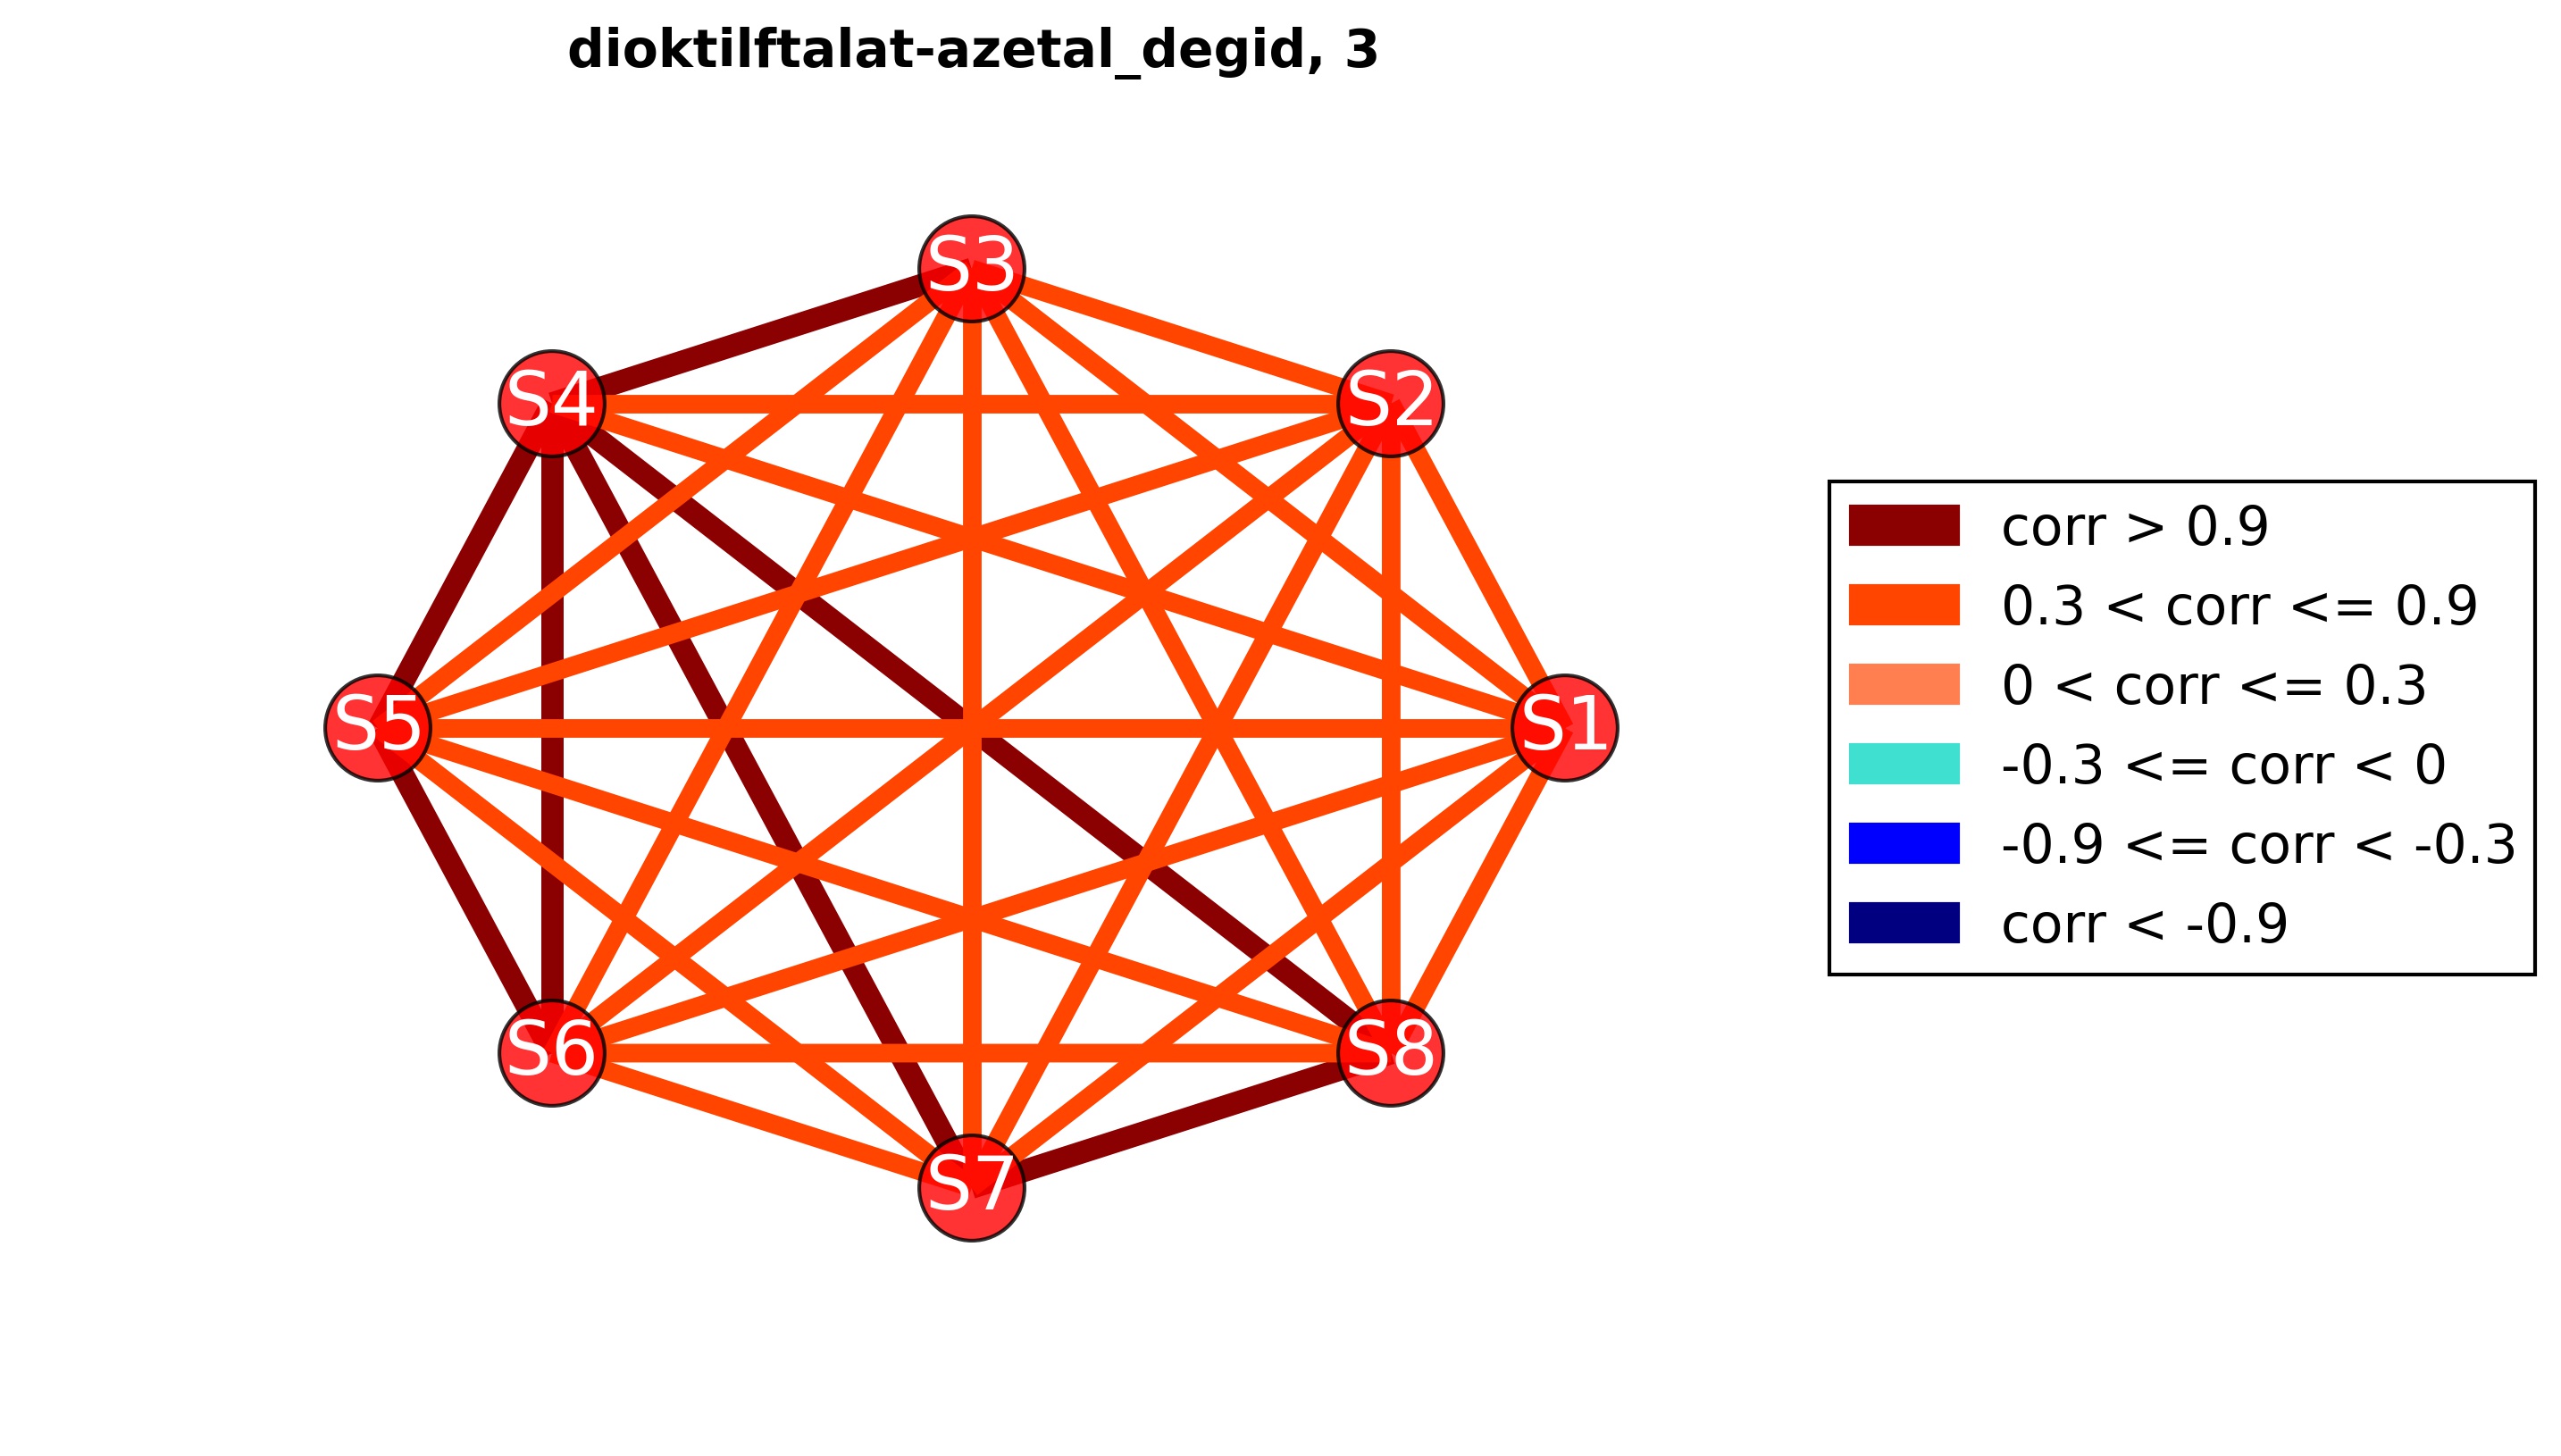 dioktilftalat-azetal_degid, 3
S3
S4
S2
S5
S1
S6
S8
S7
corr > 0.9
0.3 < corr <= 0.9
0 < corr <= 0.3
-0.3 <= corr < 0
-0.9 <= corr < -0.3
corr < -0.9